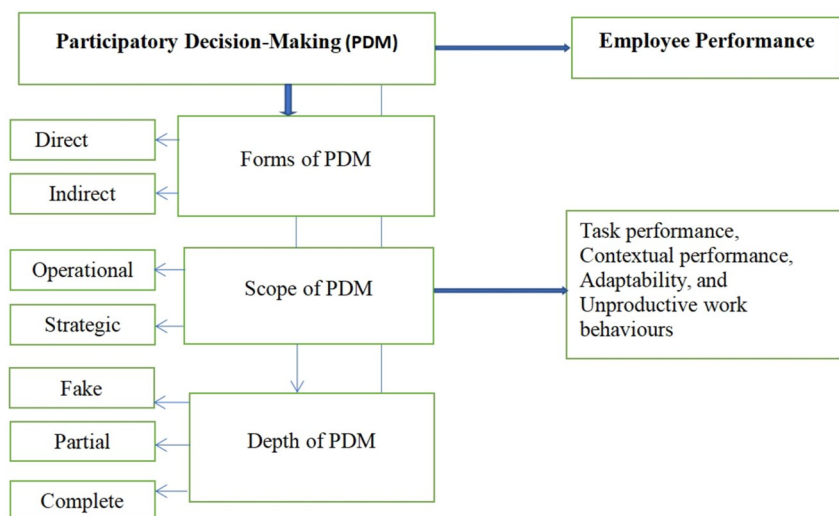 Participatory Decision-Making (PDM)
Employee Performance
Forms of PDM
Direct
Indirect
Scope of PDM
Operational
Strategic
Task performance,
Contextual performance,
Adaptability, and
Unproductive work
behaviours
Depth of PDM
Fake
Partial
Complete